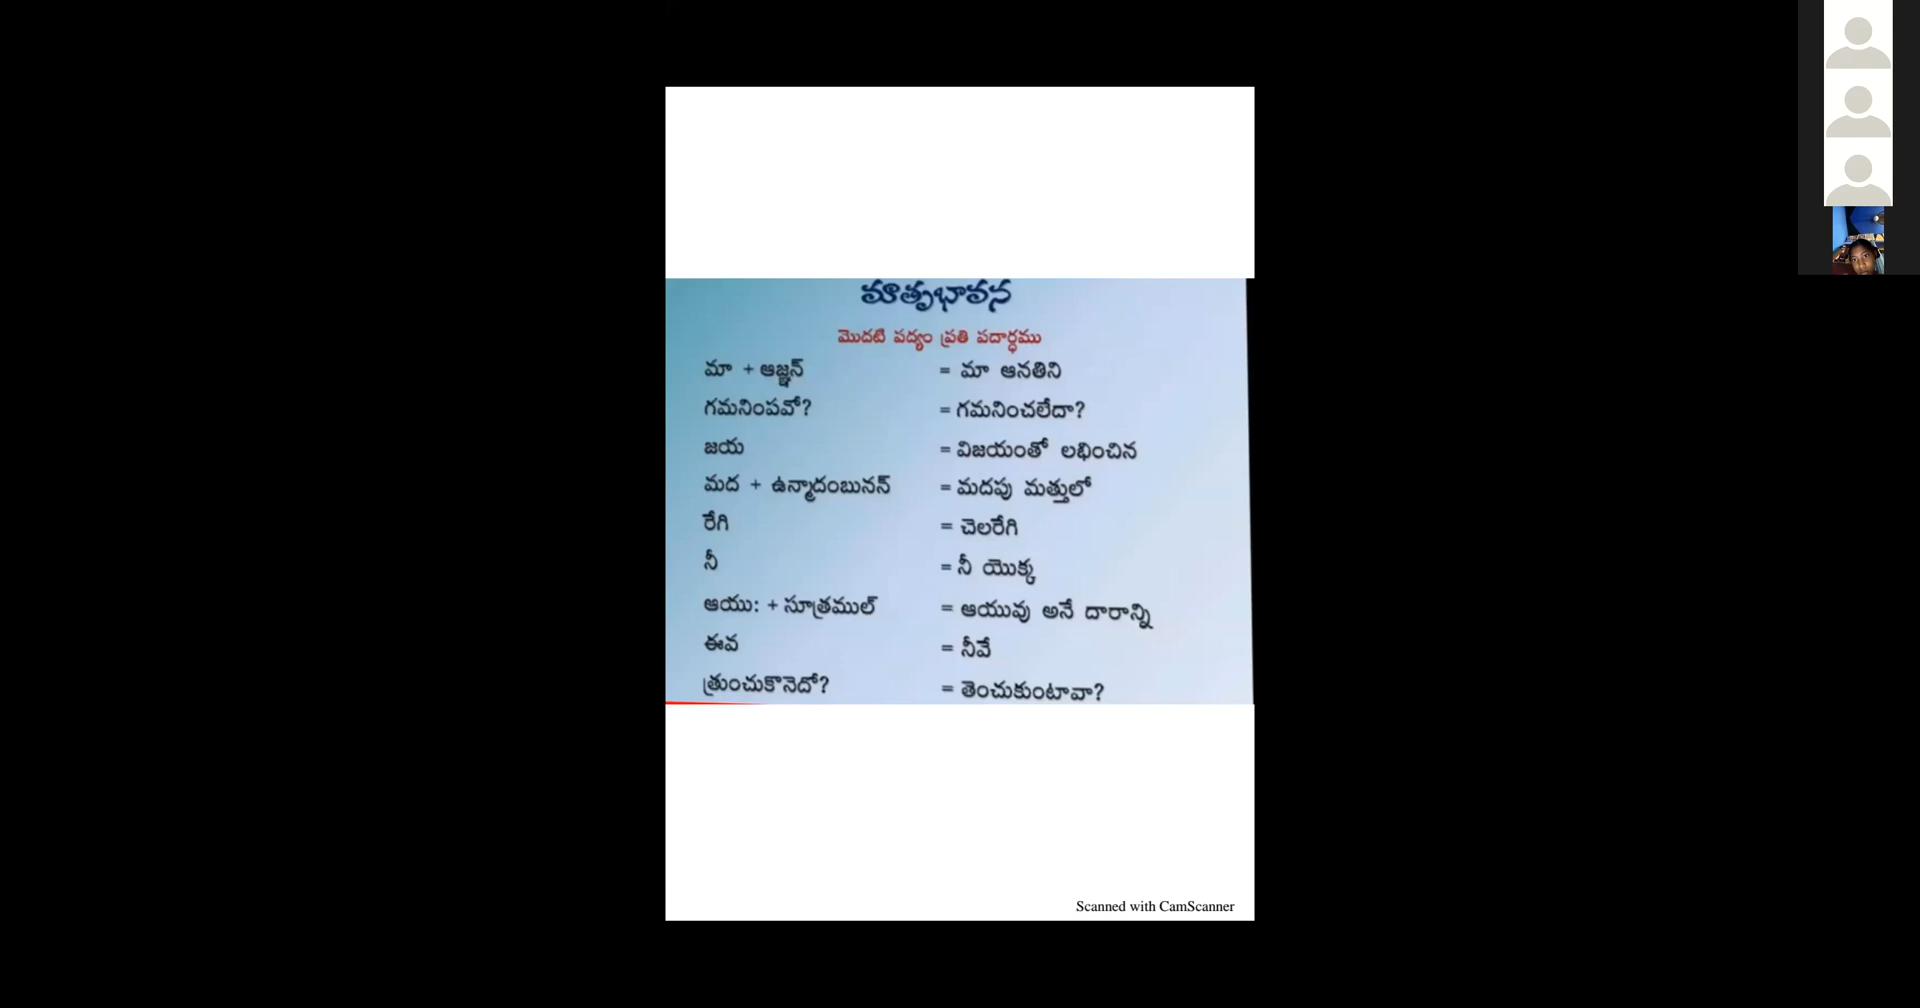 మాతృభావన
మొదటి పద్యం ప్రతి పదార్థము
మా + ఆజ్ఞన్ = మా ఆనతిని
గమనింపవో? = గమనించలేదా?
జయ = విజయంతో లభించిన
మద + ఉన్మాదంబునన్ = మదపు మత్తులో
రేగి = చెలరేగి
నీ = నీ యొక్క
ఆయు: + సూత్రముల్ = ఆయువు అనే దారాన్ని
ఈవ = నీవే
త్రుంచుకొనెదో? = తెంచుకుంటావా?
Scanned with CamScanner